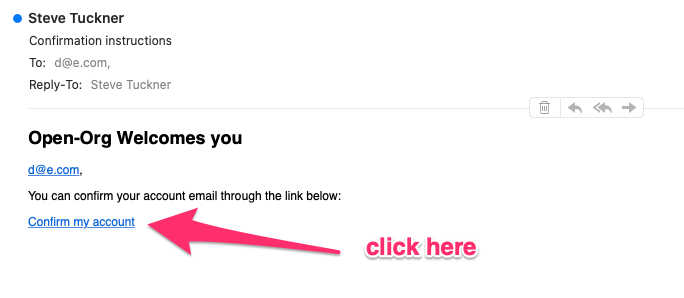 Steve Tuckner
Confirmation instructions
To: d@e.com,
Reply-To: Steve Tuckner
Open-Org Welcomes you
d@e.com,
You can confirm your account email through the link below:
Confirm my account
click here